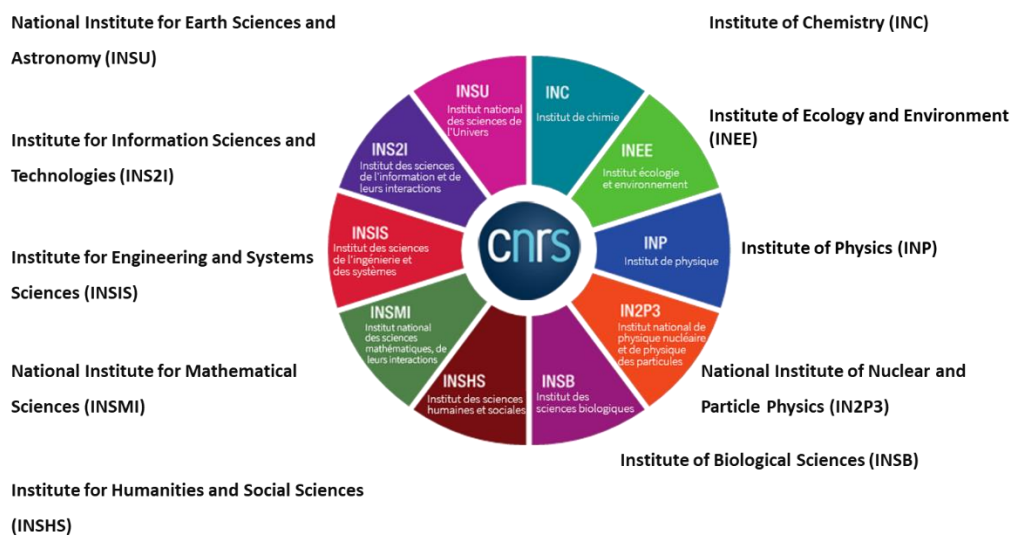 National Institute for Earth Sciences and
Astronomy (INSU)
Institute of Chemistry (INC)
Institute for Information Sciences and
Technologies (INS2I)
Institute of Ecology and Environment
(INEE)
Institute for Engineering and Systems
Sciences (INSIS)
Institute of Physics (INP)
National Institute for Mathematical
Sciences (INSMI)
National Institute of Nuclear and
Particle Physics (IN2P3)
Institute for Humanities and Social Sciences
(INSHS)
Institute of Biological Sciences (INSB)
INSU
Institut national
des sciences de
l'Univers
INC
Institut de chimie
INEE
Institut écologie
et environnement
INP
Institut de physique
IN2P3
Institut national de
physique nucléaire
et de physique
des particules
INSB
Institut des
sciences biologiques
INSHS
Institut des sciences
humaines et sociales
INSMI
Institut national
des sciences
mathématiques, de
leurs interactions
INSIS
Institut des sciences
de l'ingénierie et
des systèmes
INS2I
Institut des sciences
de l'information et de
leurs interactions
cnrs